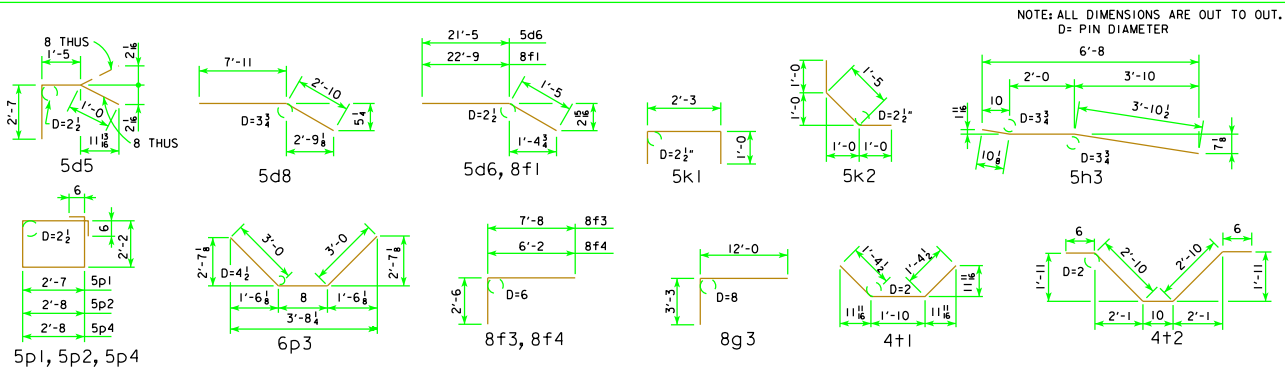 NOTE: ALL DIMENSIONS ARE OUT TO OUT.
D= PIN DIAMETER
8 THUS
1'-5
2 1/16
2 1/16
2'-7
D=2 1/2
1'-0
11 13/16
8 THUS
5d5
7'-11
2'-10
D=3 3/4
5 1/4
2'-9 1/8
5d8
21'-5 5d6
22'-9 8f1
1'-5
D=2 1/2
2 15/16
1'-4 3/4
5d6, 8f1
2'-3
D=2 1/2"
1'-0
5k1
1'-0
1'-0
1'-5
D=2 1/2"
1'-0 1'-0
5k2
6'-8
2'-0 3'-10
10
1 11/16
D=3 3/4
3'-10 1/2
10 1/8
D=3 3/4
7 1/8
5h3
6
D=2 1/2
6
2'-2
2'-7 5p1
2'-8 5p2
2'-8 5p4
5p1, 5p2, 5p4
3'-0 3'-0
2'-7 1/8
D=4 1/2
2'-7 1/8
1'-6 1/8 8 1'-6 1/8
3'-8 1/4
6p3
7'-8 8f3
6'-2 8f4
2'-6
D=6
8f3, 8f4
12'-0
3'-3
D=8
8g3
1'-4 1/2 1'-4 1/2
D=2
11 11/16
11 11/16 1'-10 11 11/16
4t1
6 6
2'-10 2'-10
D=2
1'-11 1'-11
2'-1 10 2'-1
4t2